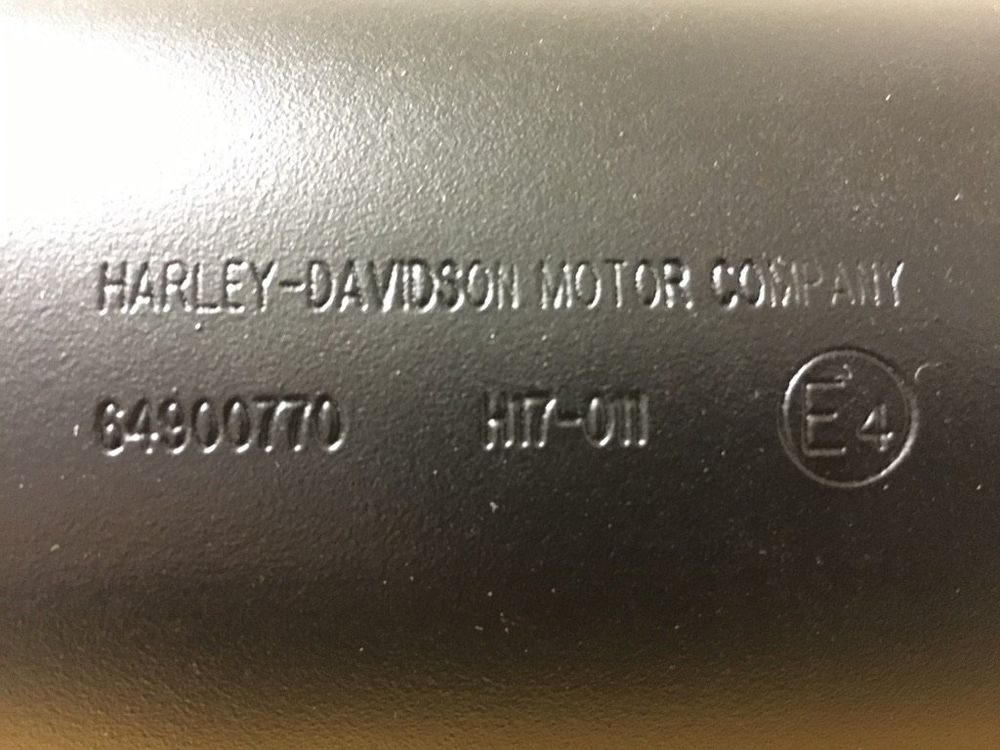 HARLEY-DAVIDSON MOTOR COMPANY
64900770 H17-011 E4